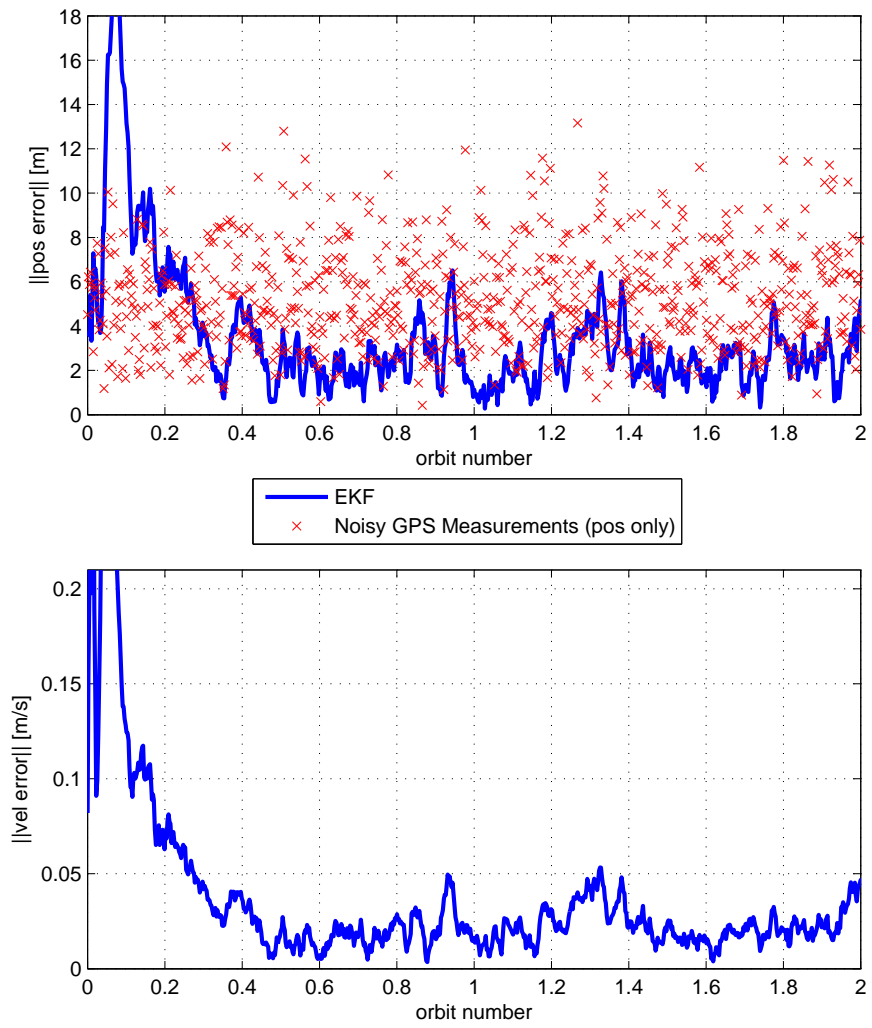 18
16
14
12
10
8
6
4
2
0
||pos error|| [m]
0 0.2 0.4 0.6 0.8 1 1.2 1.4 1.6 1.8 2
orbit number
EKF
Noisy GPS Measurements (pos only)
0.2
0.15
0.1
0.05
0
||vel error|| [m/s]
0 0.2 0.4 0.6 0.8 1 1.2 1.4 1.6 1.8 2
orbit number